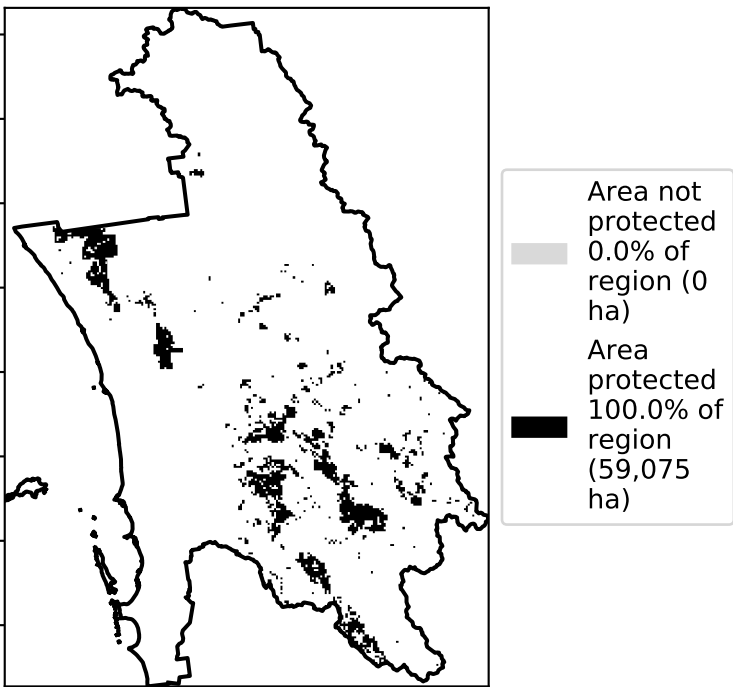 Area not
protected
0.0% of
region (0
ha)
Area
protected
100.0% of
region
(59,075
ha)